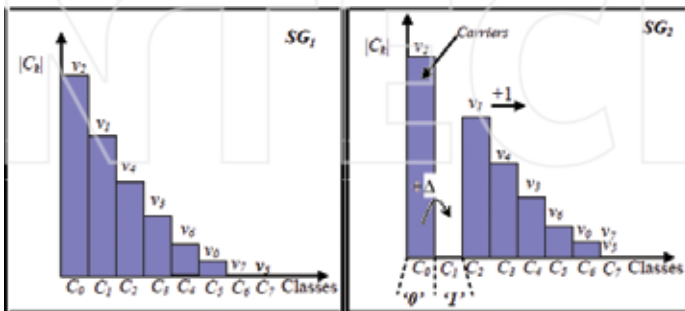 SG1
|Ck|
v2
v1
v4
v3
v6
v0
v7 v5
C0 C1 C2 C3 C4 C5 C6 C7 Classes
SG2
Carriers
|Ck|
v2
v1
+1
v4
v3
+Δ
v6
v0 v7
v5
C0 C1 C2 C3 C4 C5 C6 C7 Classes
'0' '1'
INTECH